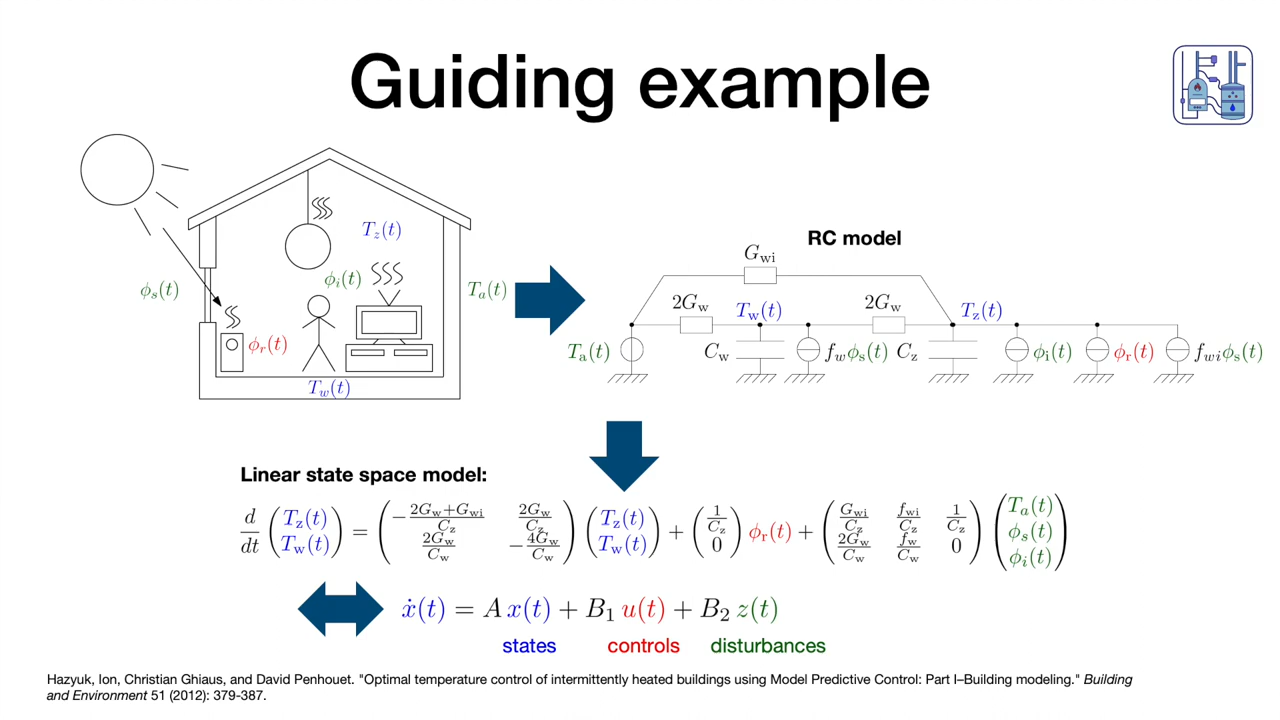 Guiding example
T_z(t)
ϕ_s(t)
ϕ_i(t)
T_a(t)
ϕ_r(t)
T_w(t)
RC model
G_wi
2G_w
T_w(t)
2G_w
T_z(t)
T_a(t)
C_w
f_wϕ_s(t)
C_z
ϕ_i(t)
ϕ_r(t)
f_wiϕ_s(t)
Linear state space model:
d/dt (T_z(t) T_w(t)) = (−(2G_w+G_wi)/C_z 2G_w/C_z 2G_w/C_w −4G_w/C_w) (T_z(t) T_w(t)) + (1/C_z 0) ϕ_r(t) + (G_wi/C_z f_wi/C_z 1/C_z 2G_w/C_w f_w/C_w 0) (T_a(t) ϕ_s(t) ϕ_i(t))
ẋ(t) = A x(t) + B_1 u(t) + B_2 z(t)
states controls disturbances
Hazyuk, Ion, Christian Ghiaus, and David Penhouet. "Optimal temperature control of intermittently heated buildings using Model Predictive Control: Part I–Building modeling." Building
and Environment 51 (2012): 379-387.